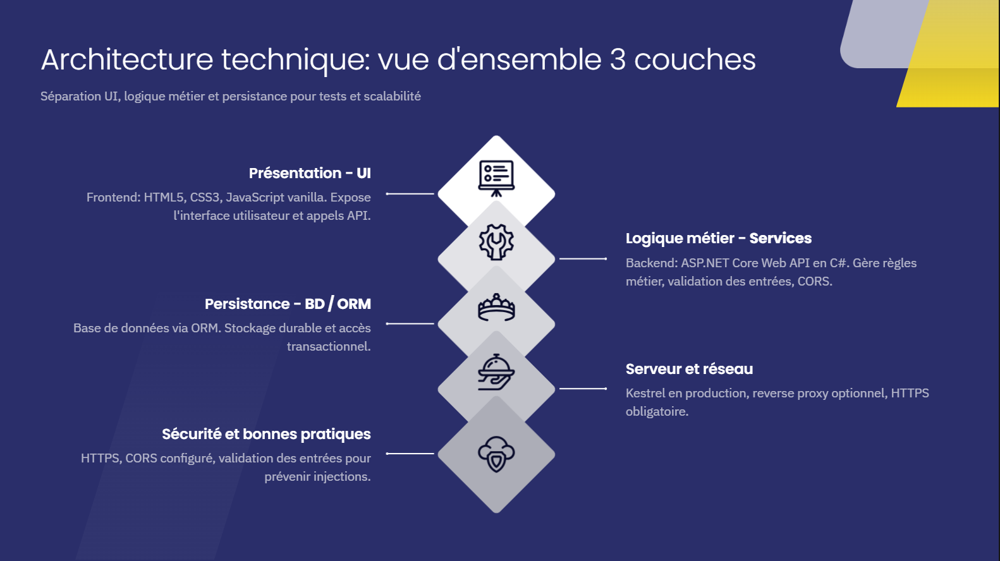 Architecture technique: vue d'ensemble 3 couches
Séparation UI, logique métier et persistance pour tests et scalabilité
Présentation - UI
Frontend: HTML5, CSS3, JavaScript vanilla. Expose
l'interface utilisateur et appels API.
Logique métier - Services
Backend: ASP.NET Core Web API en C#. Gère règles
métier, validation des entrées, CORS.
Persistance - BD / ORM
Base de données via ORM. Stockage durable et accès
transactionnel.
Serveur et réseau
Kestrel en production, reverse proxy optionnel, HTTPS
obligatoire.
Sécurité et bonnes pratiques
HTTPS, CORS configuré, validation des entrées pour
prévenir injections.